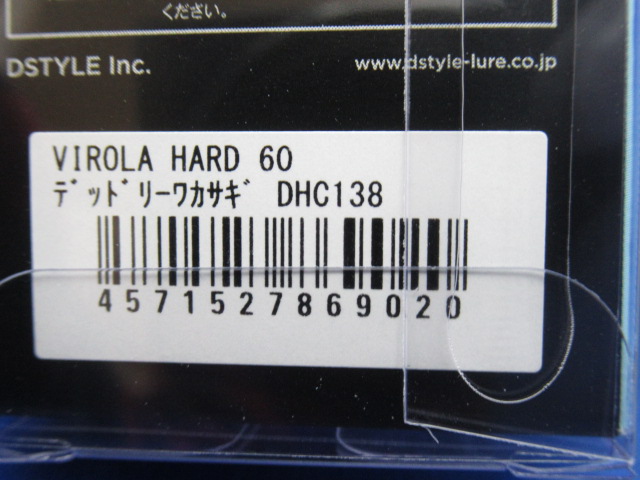 ください。
DSTYLE Inc.
www.dstyle-lure.co.jp
VIROLA HARD 60
ﾃﾞｯﾄﾞﾘｰﾜｶｻｷﾞ DHC138
4571527869020